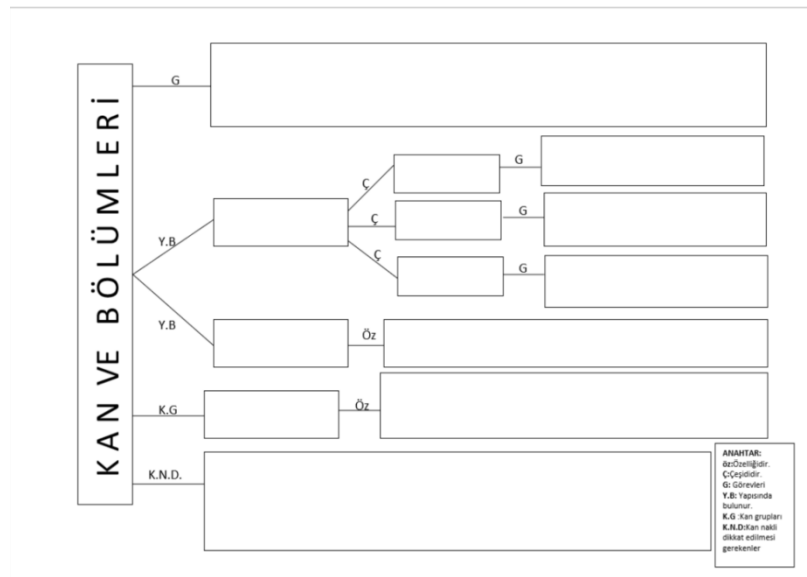 KAN VE BÖLÜMLERİ
G
Ç
G
Ç
G
Y.B
Ç
G
Y.B
Öz
K.G
Öz
K.N.D.
ANAHTAR:
öz:Özelliğidir.
Ç:Çeşididir.
G: Görevleri
Y.B: Yapısında
bulunur.
K.G :Kan grupları
K.N.D:Kan nakli
dikkat edilmesi
gerekenler